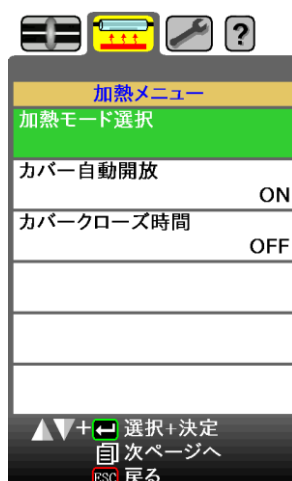 ?
加熱メニュー
加熱モード選択
カバー自動開放
ON
カバークローズ時間
OFF
+ 選択+決定
次ページへ
ESC 戻る